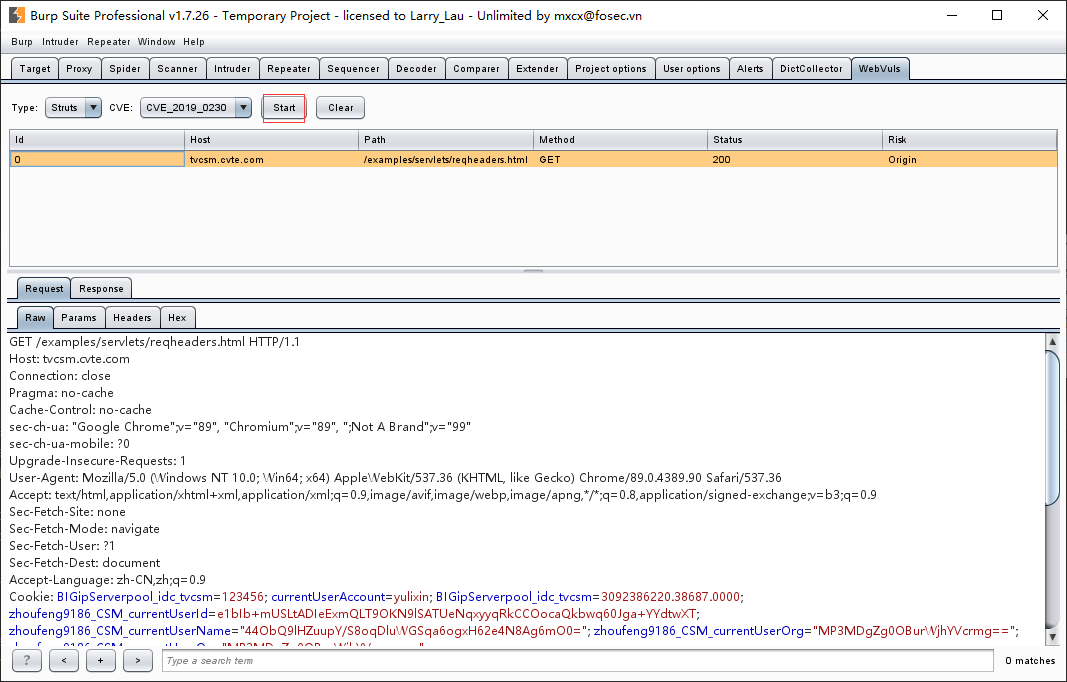 Burp Suite Professional v1.7.26 - Temporary Project - licensed to Larry_Lau - Unlimited by mxcx@fosec.vn
Burp Intruder Repeater Window Help
Target Proxy Spider Scanner Intruder Repeater Sequencer Decoder Comparer Extender Project options User options Alerts DictCollector WebVuls
Type: Struts CVE: CVE_2019_0230 Start Clear
Id Host Path Method Status Risk
0 tvcsm.cvte.com /examples/servlets/reqheaders.html GET 200 Origin
Request Response
Raw Params Headers Hex
GET /examples/servlets/reqheaders.html HTTP/1.1
Host: tvcsm.cvte.com
Connection: close
Pragma: no-cache
Cache-Control: no-cache
sec-ch-ua: "Google Chrome";v="89", "Chromium";v="89", ";Not A Brand";v="99"
sec-ch-ua-mobile: ?0
Upgrade-Insecure-Requests: 1
User-Agent: Mozilla/5.0 (Windows NT 10.0; Win64; x64) AppleWebKit/537.36 (KHTML, like Gecko) Chrome/89.0.4389.90 Safari/537.36
Accept: text/html,application/xhtml+xml,application/xml;q=0.9,image/avif,image/webp,image/apng,*/*;q=0.8,application/signed-exchange;v=b3;q=0.9
Sec-Fetch-Site: none
Sec-Fetch-Mode: navigate
Sec-Fetch-User: ?1
Sec-Fetch-Dest: document
Accept-Language: zh-CN,zh;q=0.9
Cookie: BIGipServerpool_idc_tvcsm=123456; currentUserAccount=yulixin; BIGipServerpool_idc_tvcsm=3092386220.38687.0000;
zhoufeng9186_CSM_currentUserId=e1bIb+mUSLtADIeExmQLT9OKN9lSATUeNqxyyqRkCCOocaQkbwq60Jga+YYdtwXT;
zhoufeng9186_CSM_currentUserName="44ObQ9lHZuupY/S8oqDluWGSqa6ogxH62e4N8Ag6mO0="; zhoufeng9186_CSM_currentUserOrg="MP3MDgZg0OBurWjhYVcrmg==";
? < + > Type a search term 0 matches